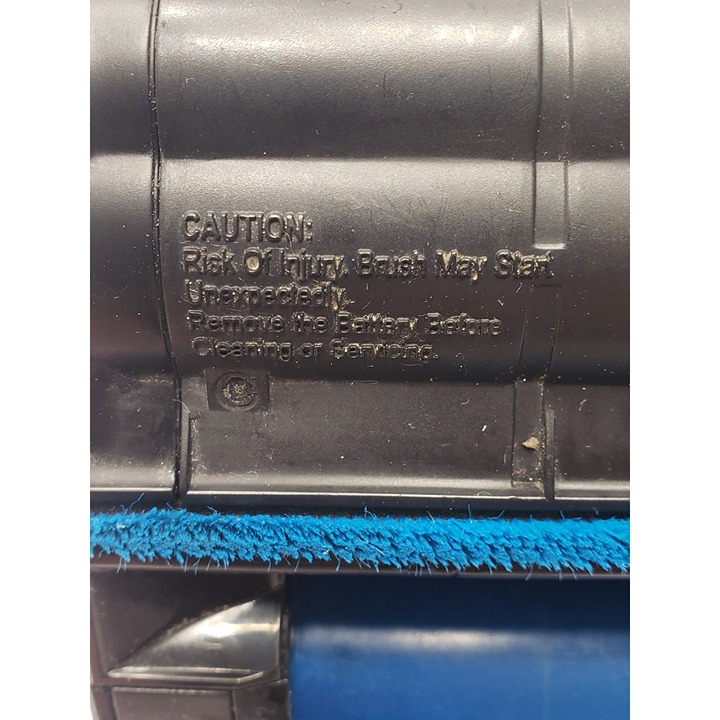 CAUTION:
Risk Of Injury. Brush May Start
Unexpectedly.
Remove the Battery Before
Cleaning or Servicing.